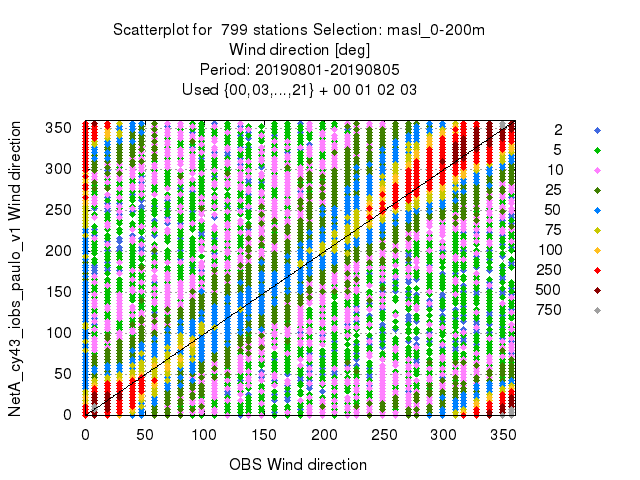 Scatterplot for 799 stations Selection: masl_0-200m
Wind direction [deg]
Period: 20190801-20190805
Used {00,03,...,21} + 00 01 02 03
NetA_cy43_iobs_paulo_v1 Wind direction
350
300
250
200
150
100
50
0
0 50 100 150 200 250 300 350
OBS Wind direction
2
5
10
25
50
75
100
250
500
750